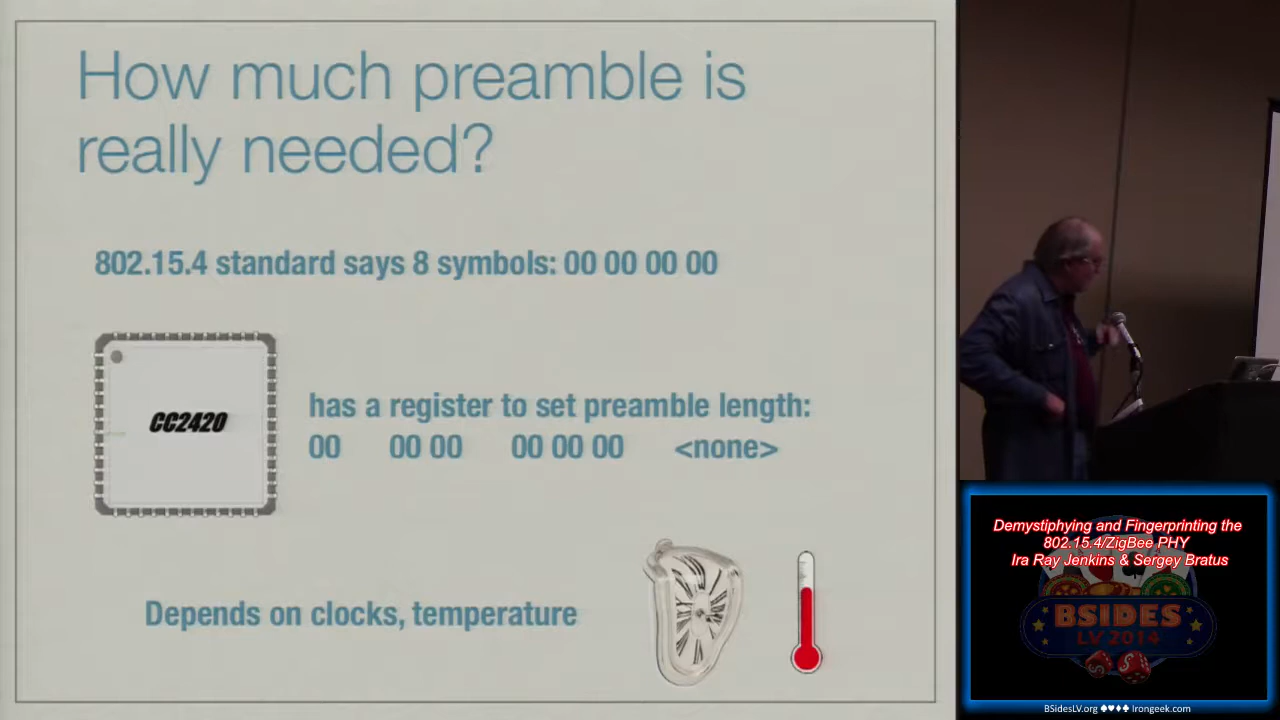 How much preamble is
really needed?
802.15.4 standard says 8 symbols: 00 00 00 00
CC2420
has a register to set preamble length:
00 00 00 00 00 00 <none>
Depends on clocks, temperature
Demystiphying and Fingerprinting the
802.15.4/ZigBee PHY
Ira Ray Jenkins & Sergey Bratus
BSIDES
LV 2014
BSidesLV.org ♠♥♦♣ Irongeek.com